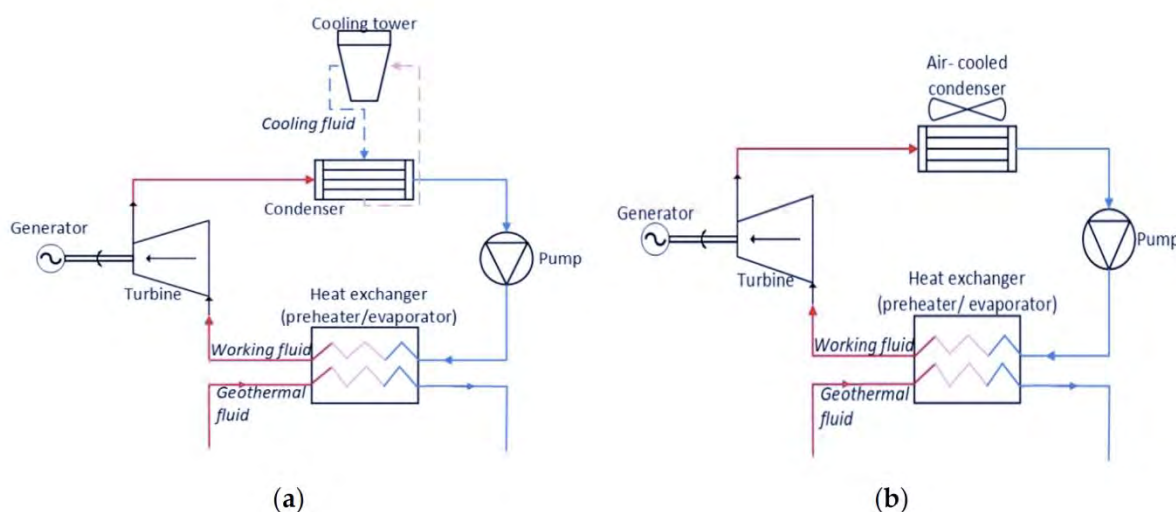 Cooling tower
Cooling fluid
Condenser
Generator
Turbine
Pump
Heat exchanger
(preheater/evaporator)
Working fluid
Geothermal
fluid
(a)
Air- cooled
condenser
Generator
Turbine
Pump
Heat exchanger
(preheater/ evaporator)
Working fluid
Geothermal
fluid
(b)